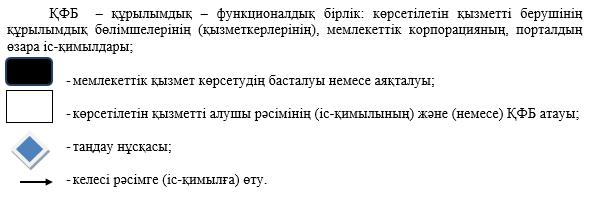 ҚФБ – құрылымдық – функционалдық бірлік: көрсетілетін қызметті берушінің
құрылымдық бөлімшелерінің (қызметкерлерінің), мемлекеттік корпорацияның, порталдың
өзара іс-қимылдары;
- мемлекеттік қызмет көрсетудің басталуы немесе аяқталуы;
- көрсетілетін қызметті алушы рәсімінің (іс-қимылының) және (немесе) ҚФБ атауы;
- таңдау нұсқасы;
- келесі рәсімге (іс-қимылға) өту.